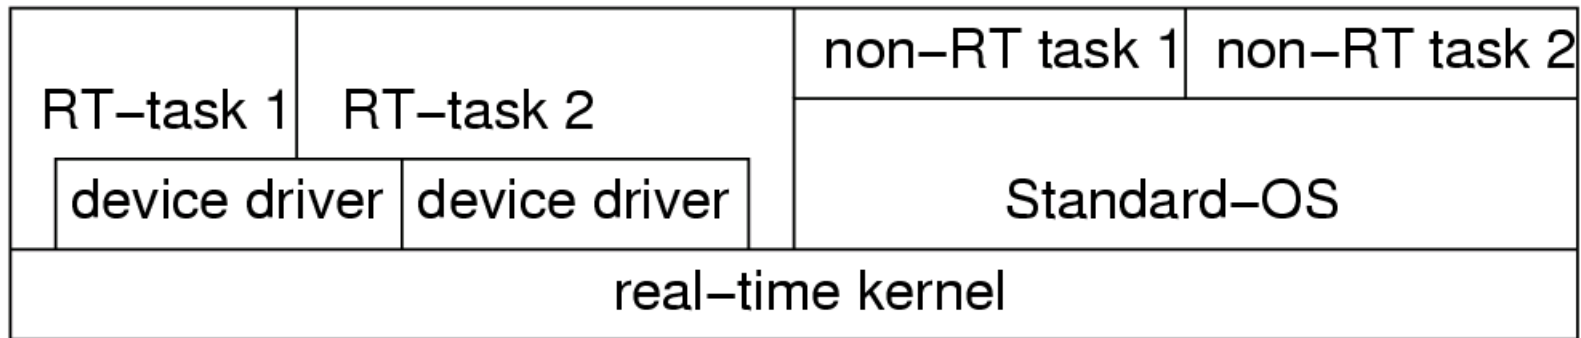 non−RT task 1
non−RT task 2
RT−task 1
RT−task 2
device driver
device driver
Standard−OS
real−time kernel